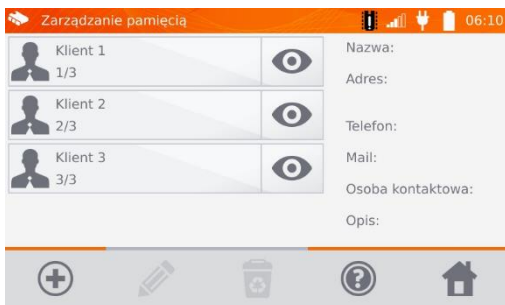 Zarządzanie pamięcią
06:10
Klient 1
1/3
Klient 2
2/3
Klient 3
3/3
Nazwa:
Adres:
Telefon:
Mail:
Osoba kontaktowa:
Opis: